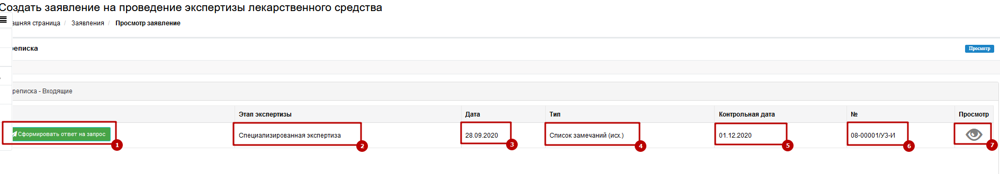 Создать заявление на проведение экспертизы лекарственного средства
ашняя страница / Заявления / Просмотр заявление
еписка
Просмотр
реписка - Входящие
Этап экспертизы Дата Тип Контрольная дата № Просмотр
Сформировать ответ на запрос Специализированная экспертиза 28.09.2020 Список замечаний (исх.) 01.12.2020 08-00001/УЗ-И
1 2 3 4 5 6 7